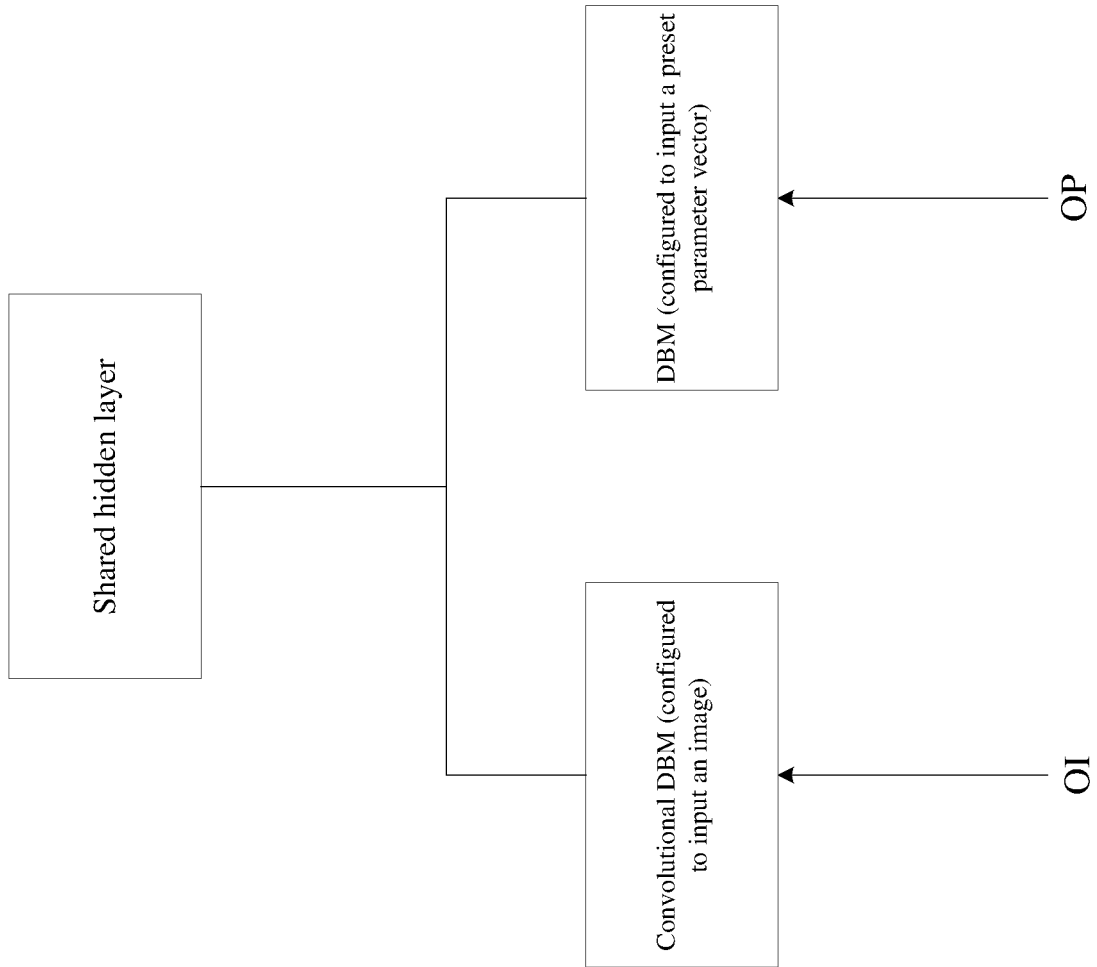 Shared hidden layer
Convolutional DBM (configured
to input an image)
DBM (configured to input a preset
parameter vector)
OI
OP